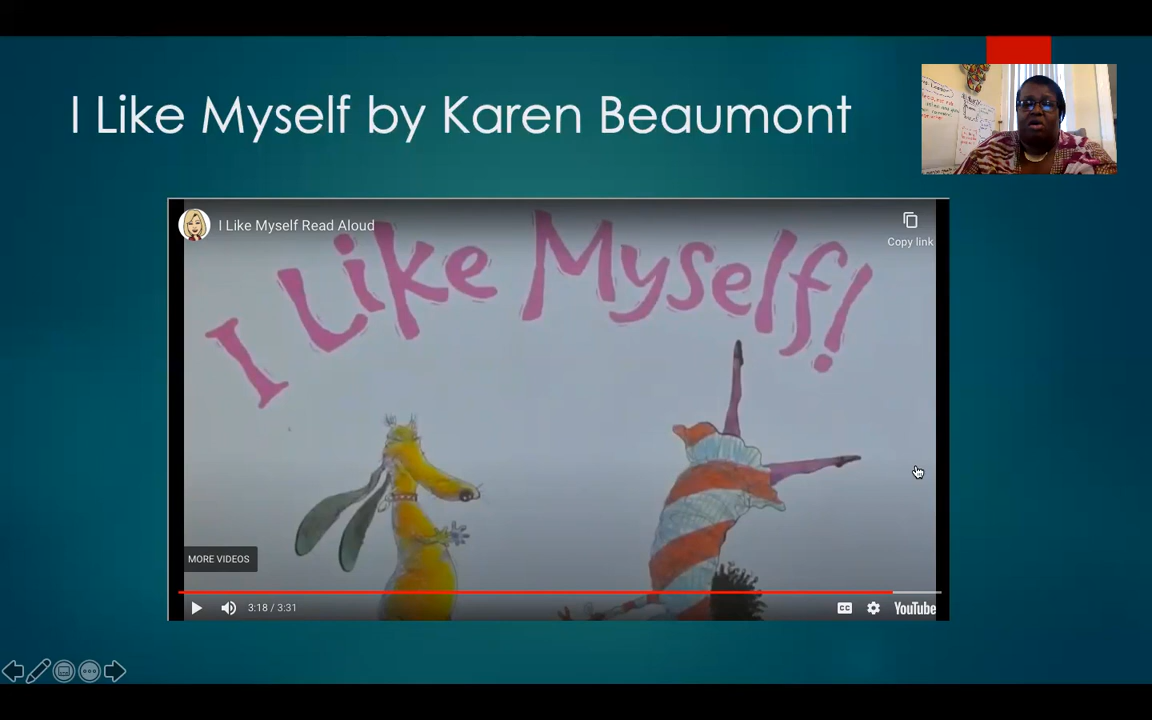 I Like Myself by Karen Beaumont
I Like Myself Read Aloud
Copy link
I Like Myself!
MORE VIDEOS
3:18 / 3:31
CC
YouTube